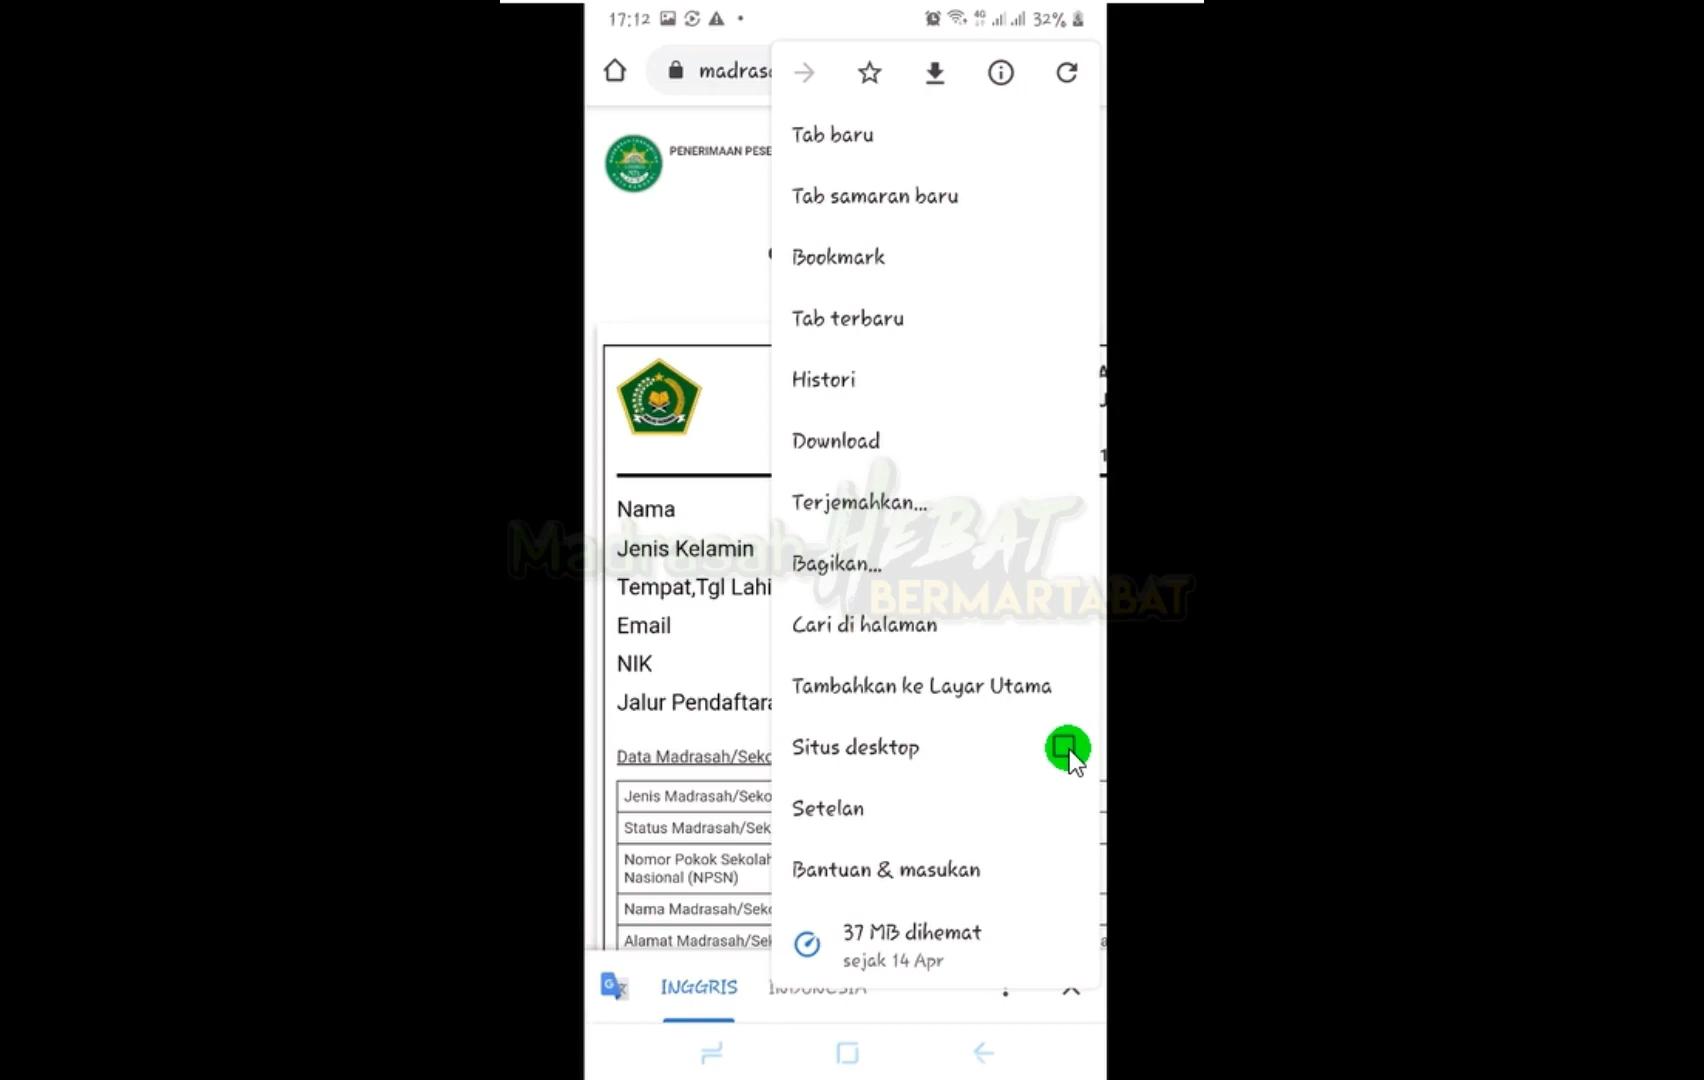 17:12
4G
32%
madrasa
PENERIMAAN PESE
Tab baru
Tab samaran baru
Bookmark
Tab terbaru
Histori
Download
Terjemahkan...
Bagikan...
Cari di halaman
Tambahkan ke Layar Utama
Situs desktop
Setelan
Bantuan & masukan
37 MB dihemat
sejak 14 Apr
Nama
Jenis Kelamin
Tempat,Tgl Lahi
Email
NIK
Jalur Pendaftara
Data Madrasah/Seko
Jenis Madrasah/Seko
Status Madrasah/Sek
Nomor Pokok Sekolah
Nasional (NPSN)
Nama Madrasah/Seko
Alamat Madrasah/Sek
Madrasah HEBAT
BERMARTABAT
INGGRIS INDONESIA